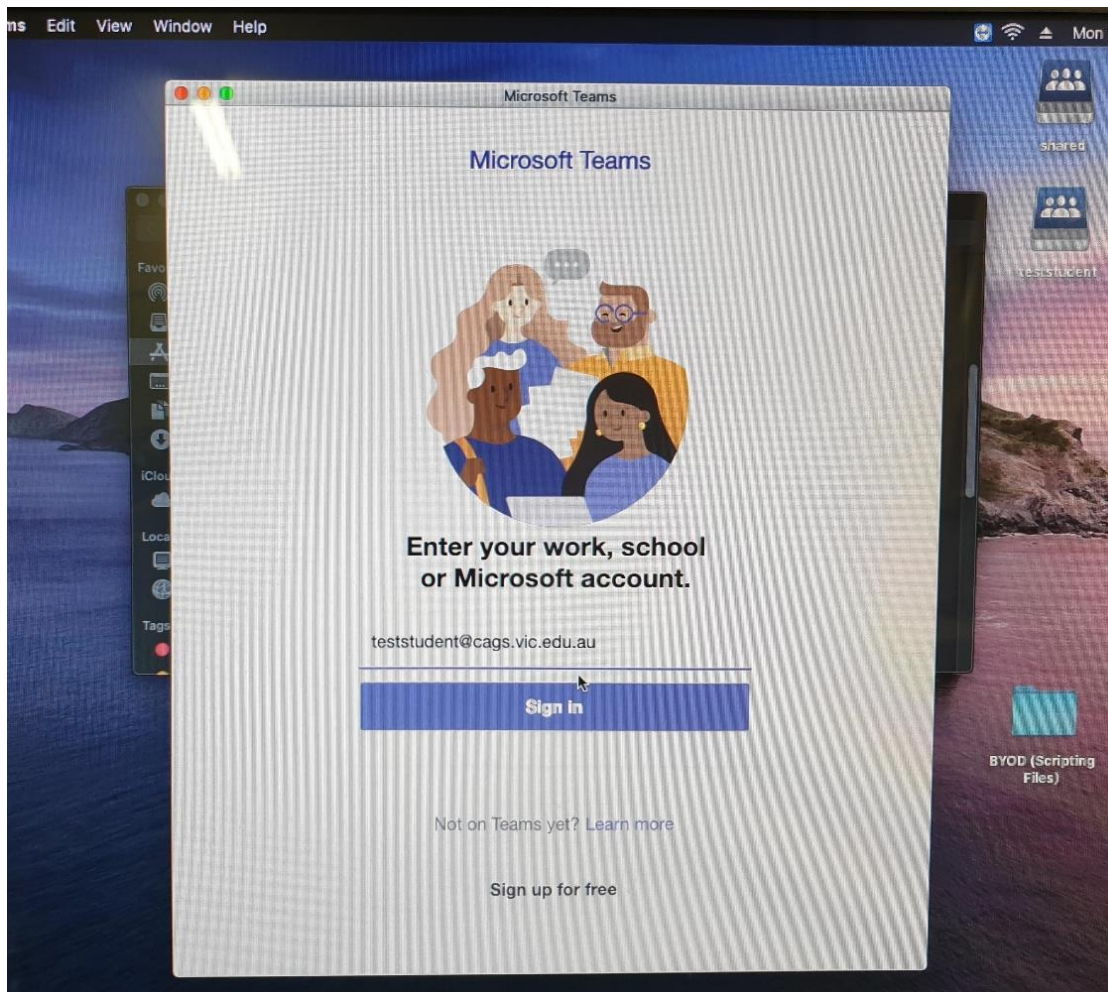 Edit View Window Help
Mon
Microsoft Teams
shared
Microsoft Teams
teststudent
Enter your work, school
or Microsoft account.
teststudent@cags.vic.edu.au
Sign in
BYOD (Scripting
Files)
Not on Teams yet? Learn more
Sign up for free
Tags